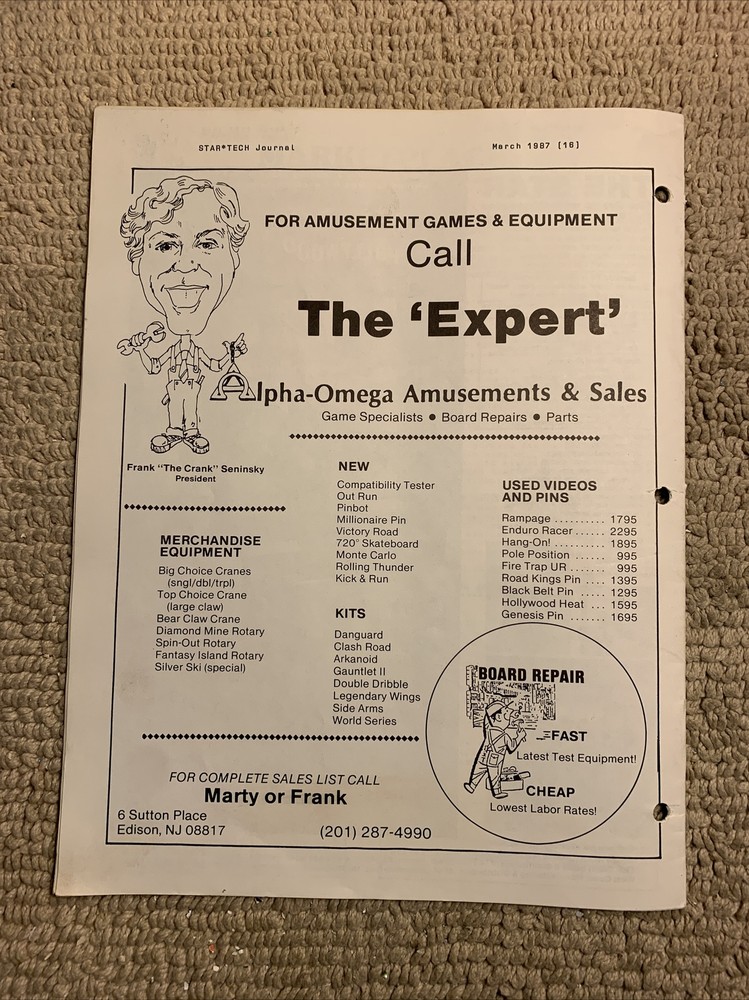 STAR*TECH Journal
March 1987 [16]
FOR AMUSEMENT GAMES & EQUIPMENT
Call
The ‘Expert’
Alpha-Omega Amusements & Sales
Game Specialists ● Board Repairs ● Parts
Frank "The Crank" Seninsky
President
MERCHANDISE
EQUIPMENT
Big Choice Cranes
(sngl/dbl/trpl)
Top Choice Crane
(large claw)
Bear Claw Crane
Diamond Mine Rotary
Spin-Out Rotary
Fantasy Island Rotary
Silver Ski (special)
NEW
Compatibility Tester
Out Run
Pinbot
Millionaire Pin
Victory Road
720° Skateboard
Monte Carlo
Rolling Thunder
Kick & Run
KITS
Danguard
Clash Road
Arkanoid
Gauntlet II
Double Dribble
Legendary Wings
Side Arms
World Series
USED VIDEOS
AND PINS
Rampage .......... 1795
Enduro Racer ...... 2295
Hang-On! .......... 1895
Pole Position ...... 995
Fire Trap UR ....... 995
Road Kings Pin .... 1395
Black Belt Pin ..... 1295
Hollywood Heat ... 1595
Genesis Pin ....... 1695
BOARD REPAIR
FAST
Latest Test Equipment!
CHEAP
Lowest Labor Rates!
FOR COMPLETE SALES LIST CALL
Marty or Frank
6 Sutton Place
Edison, NJ 08817
(201) 287-4990